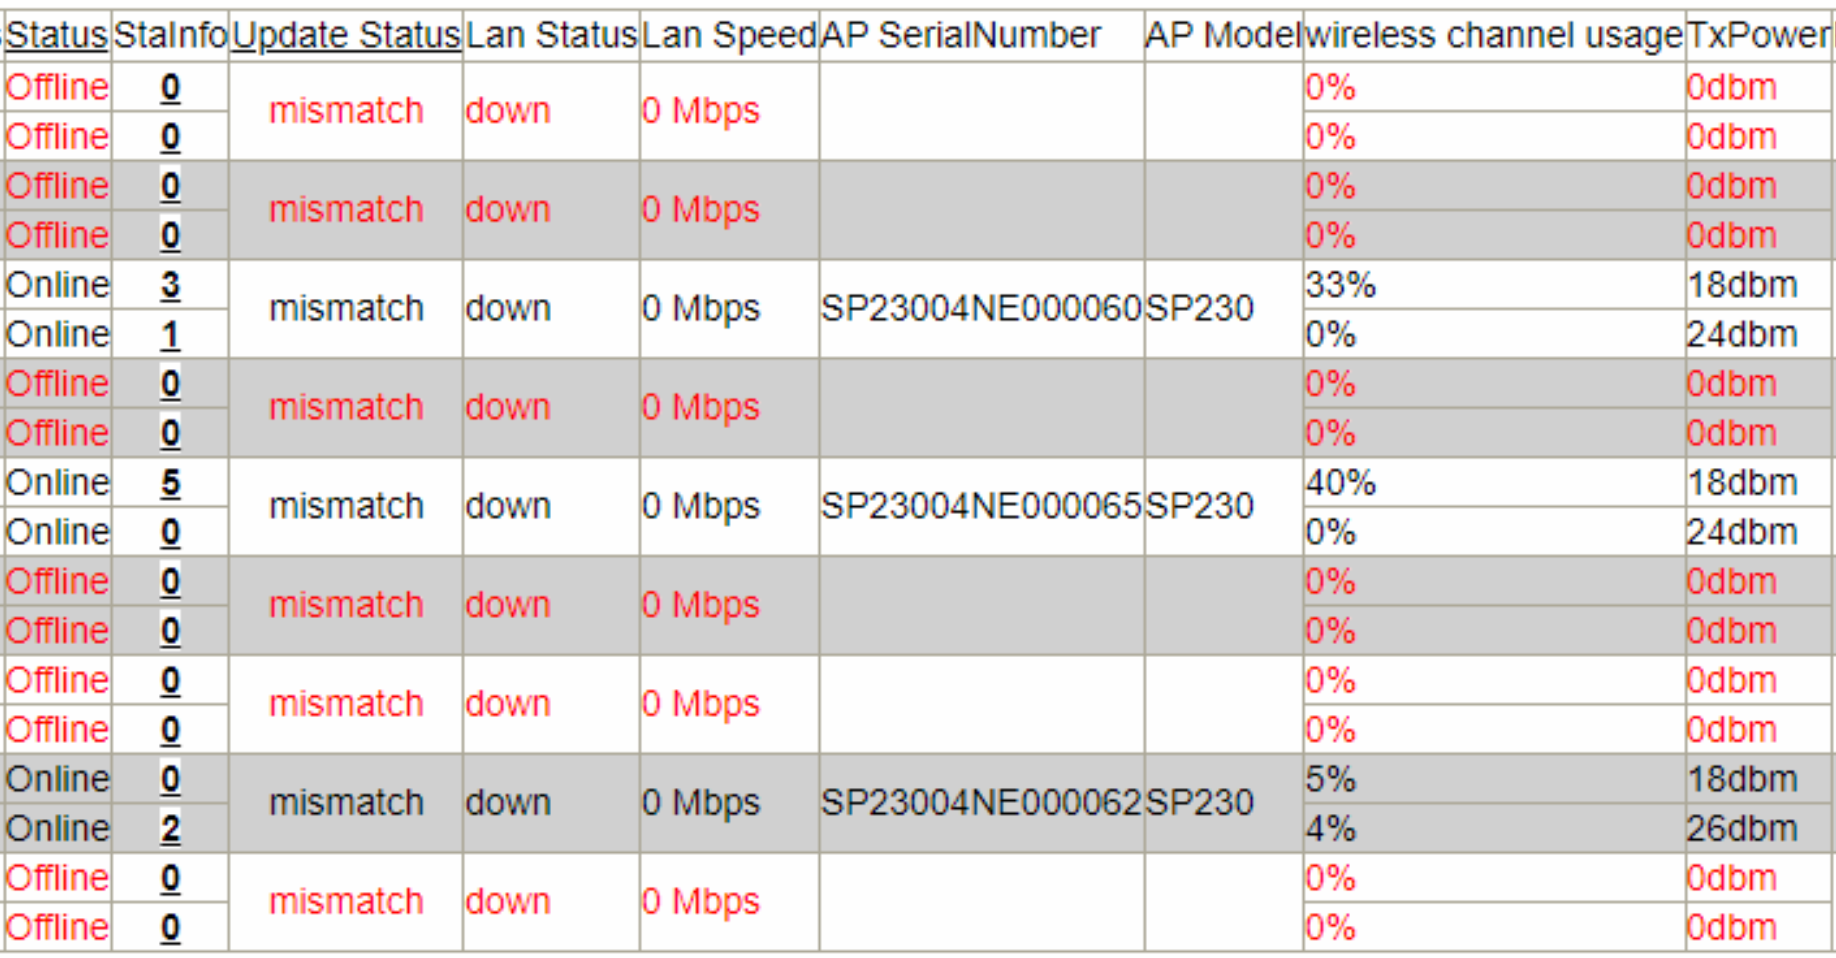 Status StaInfo Update Status Lan Status Lan Speed AP SerialNumber AP Model wireless channel usage TxPower
Offline 0 mismatch down 0 Mbps 0% 0dbm
Offline 0 0% 0dbm
Offline 0 mismatch down 0 Mbps 0% 0dbm
Offline 0 0% 0dbm
Online 3 mismatch down 0 Mbps SP23004NE000060 SP230 33% 18dbm
Online 1 0% 24dbm
Offline 0 mismatch down 0 Mbps 0% 0dbm
Offline 0 0% 0dbm
Online 5 mismatch down 0 Mbps SP23004NE000065 SP230 40% 18dbm
Online 0 0% 24dbm
Offline 0 mismatch down 0 Mbps 0% 0dbm
Offline 0 0% 0dbm
Offline 0 mismatch down 0 Mbps 0% 0dbm
Offline 0 0% 0dbm
Online 0 mismatch down 0 Mbps SP23004NE000062 SP230 5% 18dbm
Online 2 4% 26dbm
Offline 0 mismatch down 0 Mbps 0% 0dbm
Offline 0 0% 0dbm